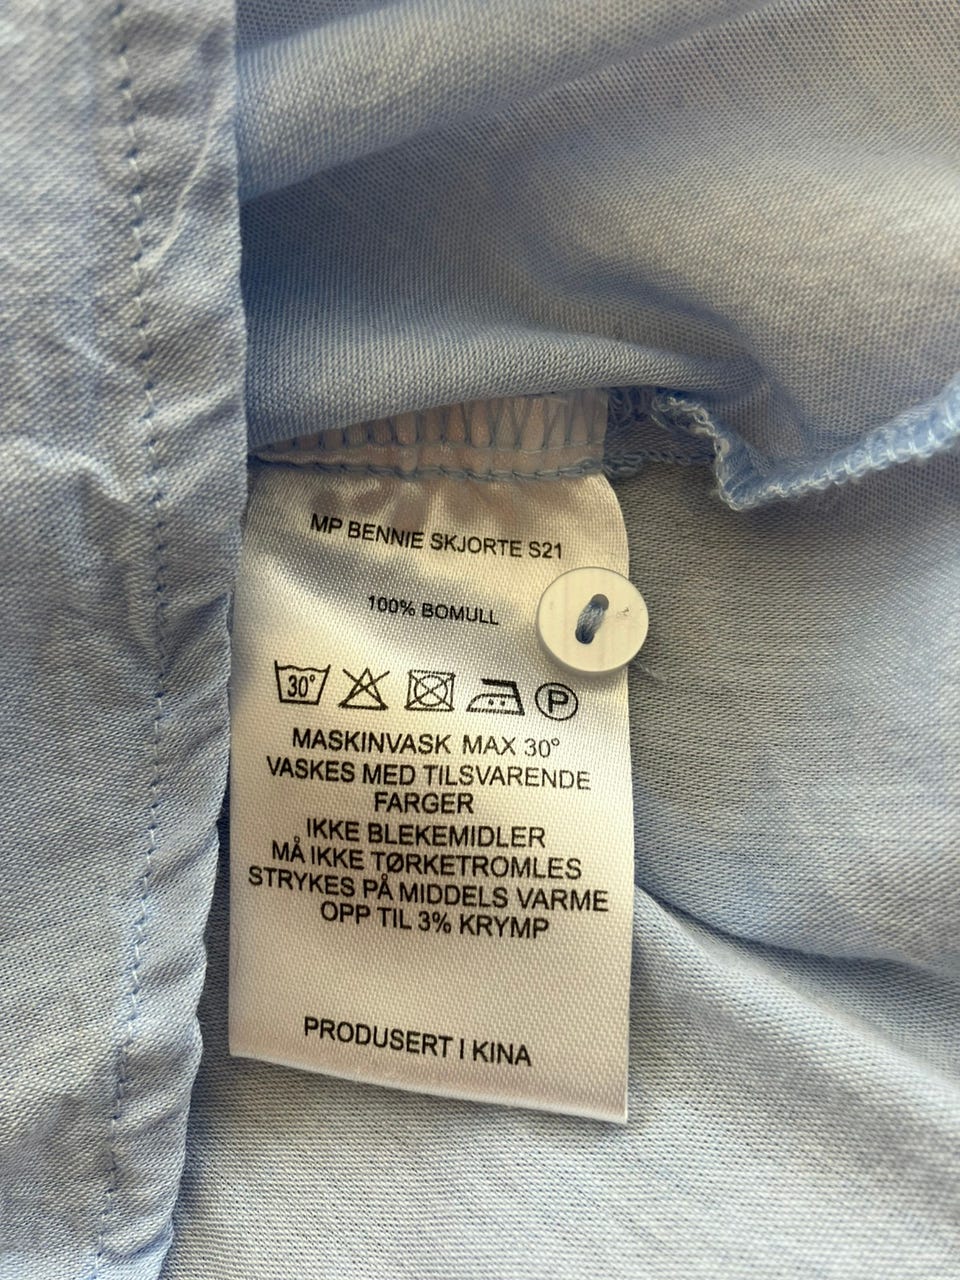 MP BENNIE SKJORTE S21
100% BOMULL
30° P
MASKINVASK MAX 30°
VASKES MED TILSVARENDE
FARGER
IKKE BLEKEMIDLER
MÅ IKKE TØRKETROMLES
STRYKES PÅ MIDDELS VARME
OPP TIL 3% KRYMP
PRODUSERT I KINA